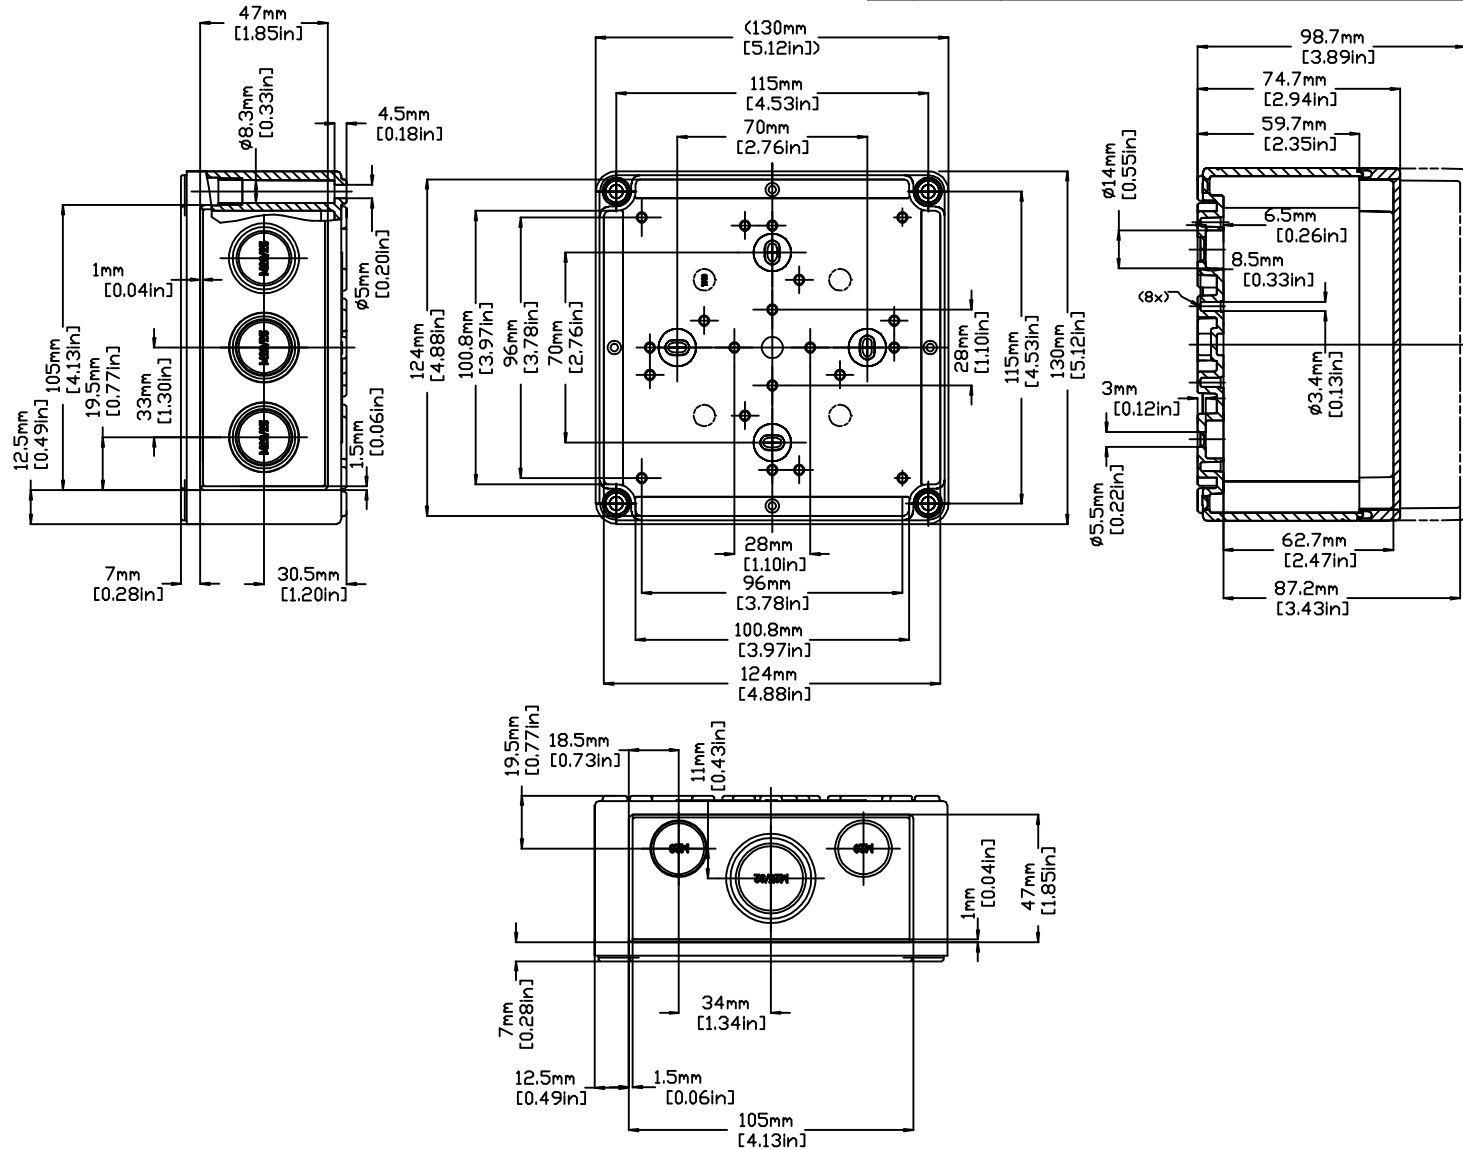 47mm
[1.85in]
ø8.3mm
[0.33in]
4.5mm
[0.18in]
ø5mm
[0.20in]
1mm
[0.04in]
105mm
[4.13in]
19.5mm
[0.77in]
33mm
[1.30in]
12.5mm
[0.49in]
1.5mm
[0.06in]
7mm
[0.28in]
30.5mm
[1.20in]
(130mm
[5.12in])
115mm
[4.53in]
70mm
[2.76in]
124mm
[4.88in]
100.8mm
[3.97in]
96mm
[3.78in]
70mm
[2.76in]
28mm
[1.10in]
115mm
[4.53in]
130mm
[5.12in]
28mm
[1.10in]
96mm
[3.78in]
100.8mm
[3.97in]
124mm
[4.88in]
98.7mm
[3.89in]
74.7mm
[2.94in]
59.7mm
[2.35in]
ø14mm
[0.55in]
6.5mm
[0.26in]
8.5mm
[0.33in]
(8x)
ø3.4mm
[0.13in]
3mm
[0.12in]
ø5.5mm
[0.22in]
62.7mm
[2.47in]
87.2mm
[3.43in]
19.5mm
[0.77in]
18.5mm
[0.73in]
11mm
[0.43in]
1mm
[0.04in]
47mm
[1.85in]
7mm
[0.28in]
34mm
[1.34in]
12.5mm
[0.49in]
1.5mm
[0.06in]
105mm
[4.13in]